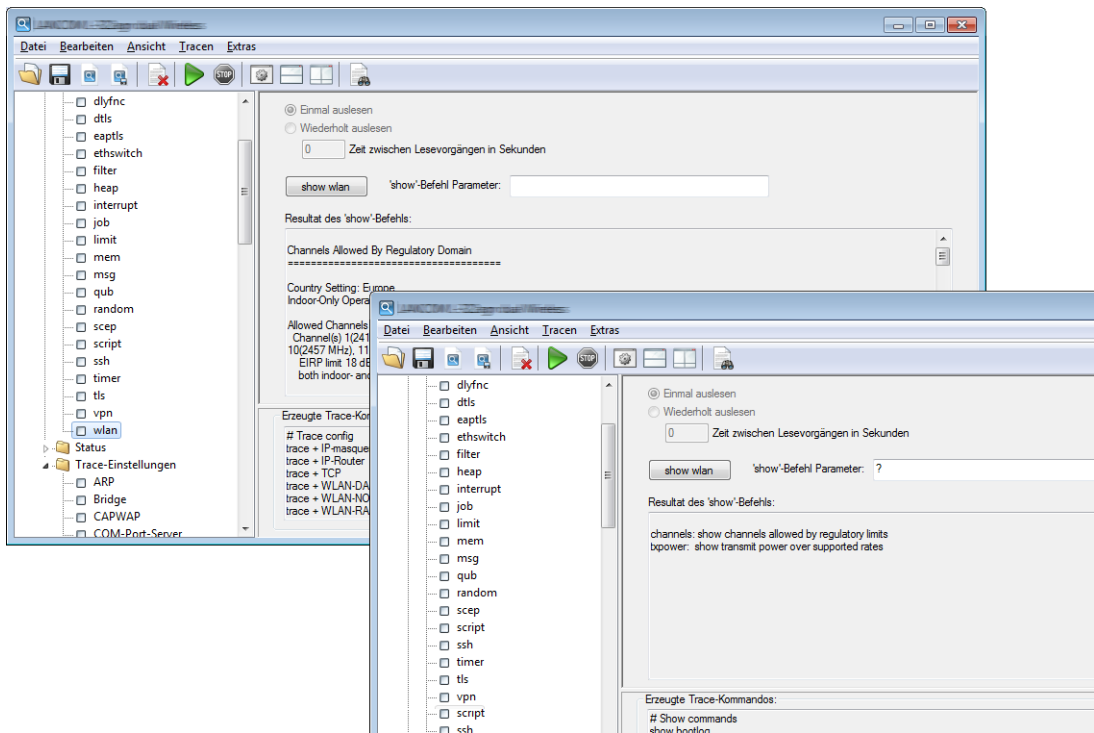 Datei Bearbeiten Ansicht Tracen Extras
STOP
dlyfnc
dtls
eaptls
ethswitch
filter
heap
interrupt
job
limit
mem
msg
qub
random
scep
script
ssh
timer
tls
vpn
wlan
Status
Trace-Einstellungen
ARP
Bridge
CAPWAP
COM-Port-Server
Einmal auslesen
Wiederholt auslesen
0 Zeit zwischen Lesevorgängen in Sekunden
show wlan 'show'-Befehl Parameter:
Resultat des 'show'-Befehls:
Channels Allowed By Regulatory Domain
=====================================
Country Setting: Europe
Indoor-Only Opera
Allowed Channels
Channel(s) 1(241
10(2457 MHz), 11
EIRP limit 18 dB
both indoor- and
Erzeugte Trace-Kor
# Trace config
trace + IP-masque
trace + IP-Router
trace + TCP
trace + WLAN-DA
trace + WLAN-NO
trace + WLAN-RA
Datei Bearbeiten Ansicht Tracen Extras
STOP
dlyfnc
dtls
eaptls
ethswitch
filter
heap
interrupt
job
limit
mem
msg
qub
random
scep
script
ssh
timer
tls
vpn
script
ssh
Einmal auslesen
Wiederholt auslesen
0 Zeit zwischen Lesevorgängen in Sekunden
show wlan 'show'-Befehl Parameter: ?
Resultat des 'show'-Befehls:
channels: show channels allowed by regulatory limits
txpower: show transmit power over supported rates
Erzeugte Trace-Kommandos:
# Show commands
show bootlog